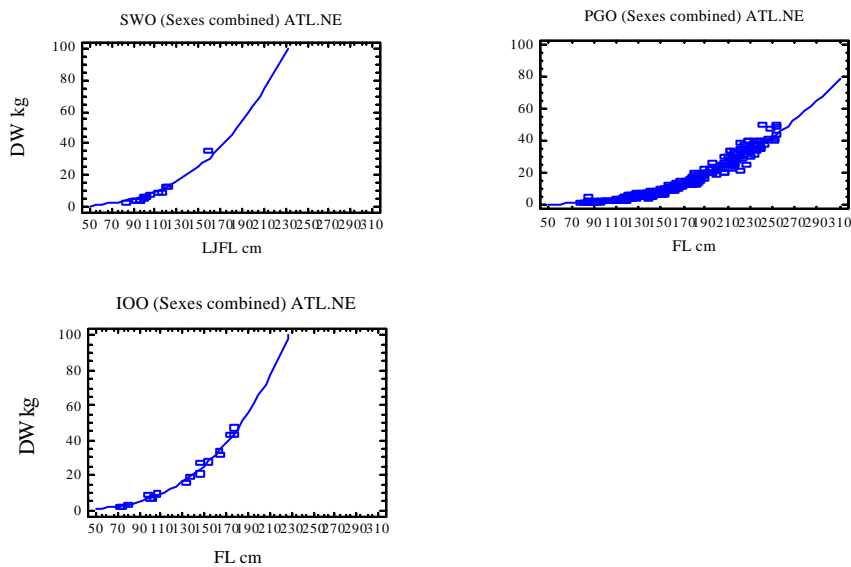 SWO (Sexes combined) ATL.NE
DW kg
100
80
60
40
20
0
50 70 90 110 130 150 170 190 210 230 250 270 290 310
LJFL cm
PGO (Sexes combined) ATL.NE
100
80
60
40
20
0
50 70 90 110 130 150 170 190 210 230 250 270 290 310
FL cm
IOO (Sexes combined) ATL.NE
DW kg
100
80
60
40
20
0
50 70 90 110 130 150 170 190 210 230 250 270 290 310
FL cm